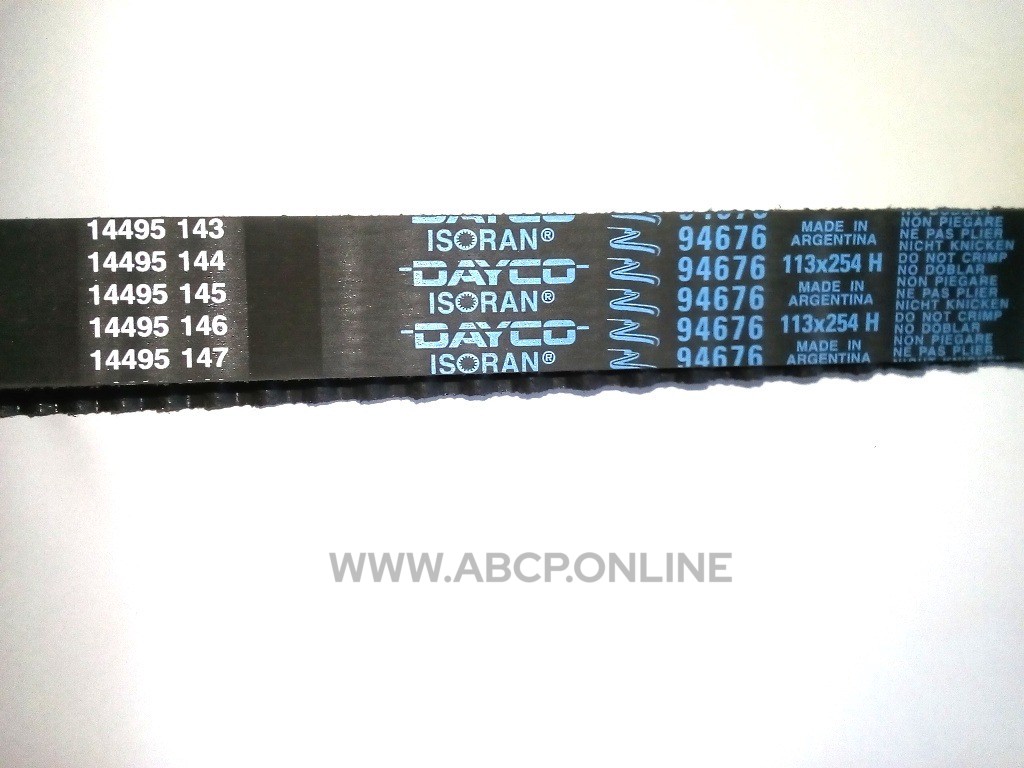 14495 143
14495 144
14495 145
14495 146
14495 147
DAYCO
ISORAN®
DAYCO
ISORAN®
DAYCO
ISORAN®
94676
94676
94676
94676
94676
94676
MADE IN
ARGENTINA
113x254 H
MADE IN
ARGENTINA
113x254 H
MADE IN
ARGENTINA
NON PIEGARE
NE PAS PLIER
NICHT KNICKEN
DO NOT CRIMP
NO DOBLAR
NON PIEGARE
NE PAS PLIER
NICHT KNICKEN
DO NOT CRIMP
NO DOBLAR
NON PIEGARE
NE PAS PLIER
WWW.ABCP.ONLINE